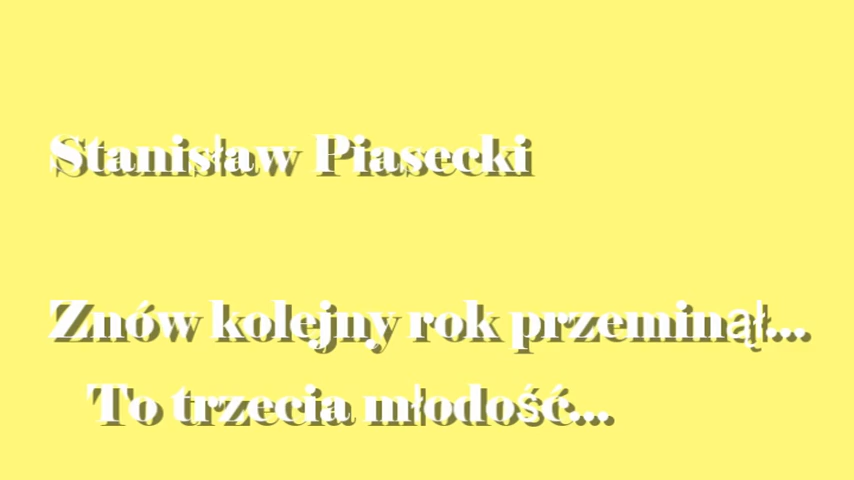 Stanisław Piasecki
Znów kolejny rok przeminął...
To trzecia młodość...